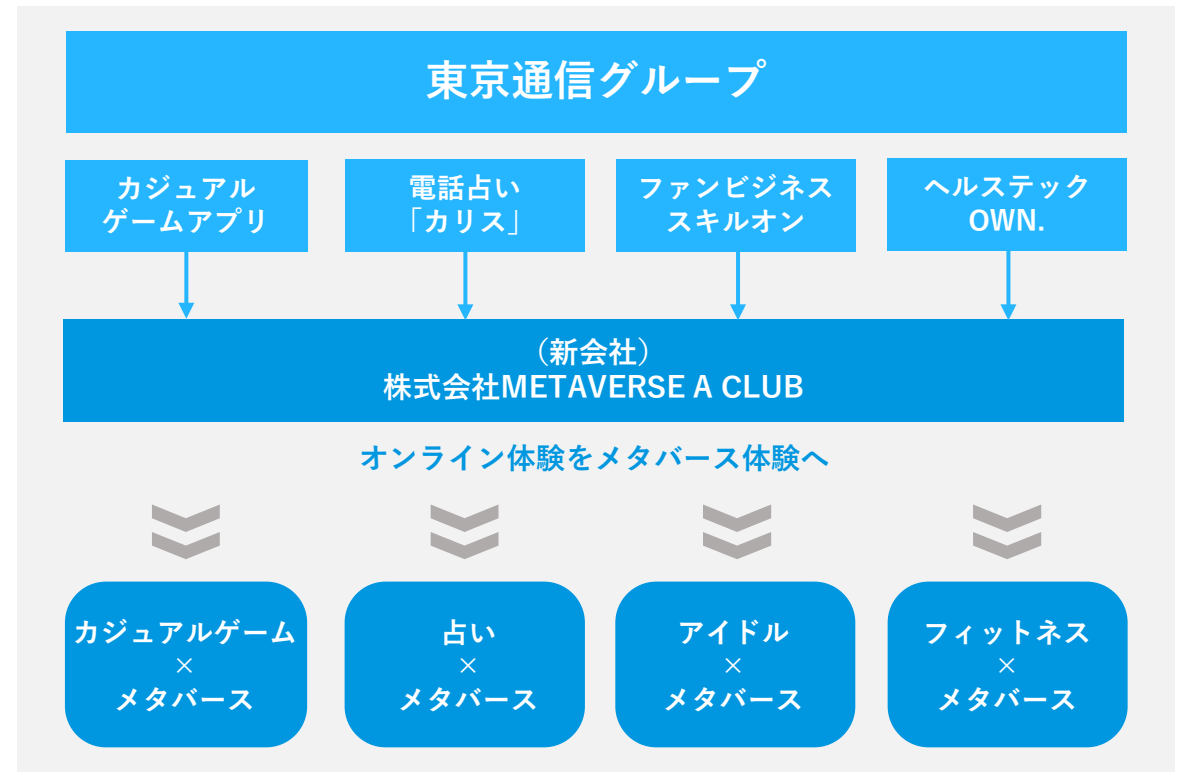 東京通信グループ
カジュアル
ゲームアプリ
電話占い
「カリス」
ファンビジネス
スキルオン
ヘルステック
OWN.
（新会社）
株式会社METAVERSE A CLUB
オンライン体験をメタバース体験へ
カジュアルゲーム
×
メタバース
占い
×
メタバース
アイドル
×
メタバース
フィットネス
×
メタバース